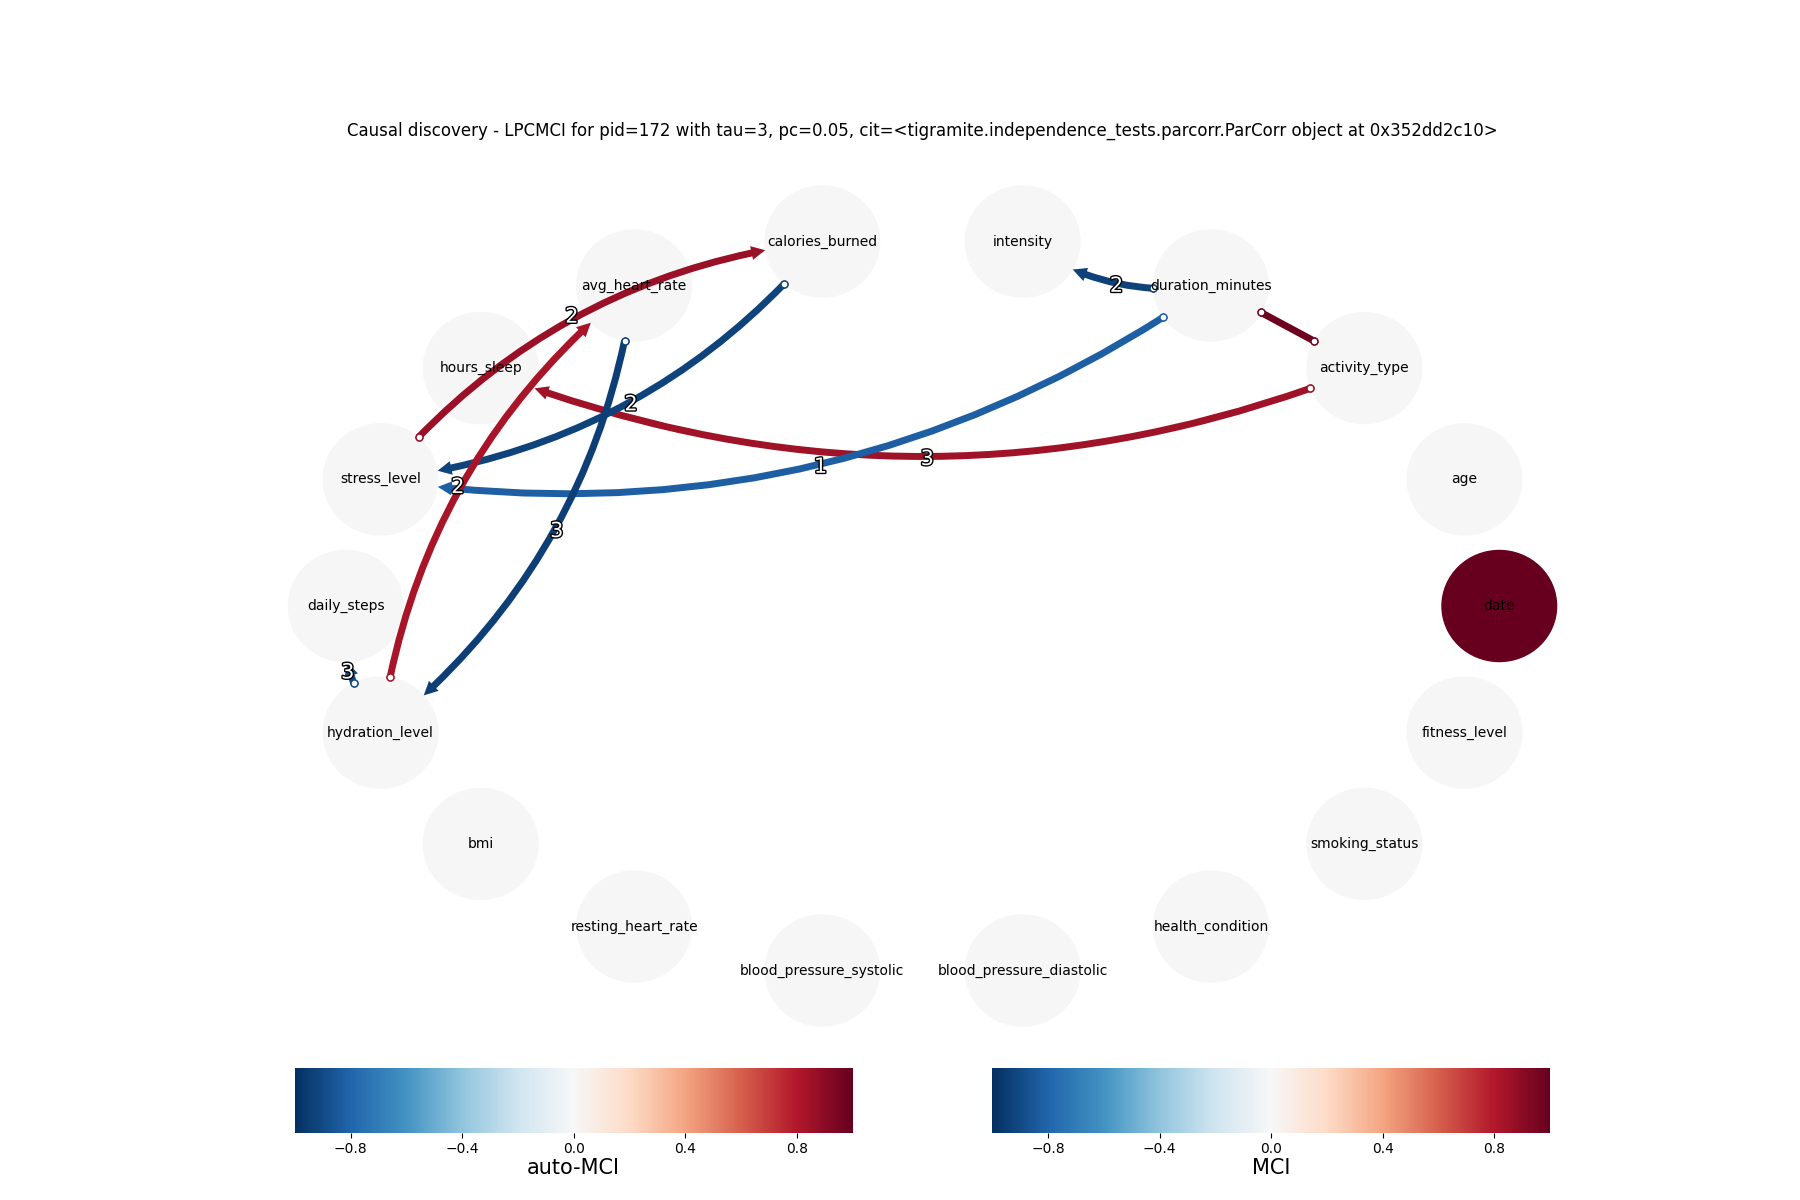 Causal discovery - LPCMCI for pid=172 with tau=3, pc=0.05, cit=<tigramite.independence_tests.parcorr.ParCorr object at 0x352dd2c10>
calories_burned
intensity
avg_heart_rate
2
duration_minutes
2
hours_sleep
activity_type
2
3
1
stress_level
2
age
3
daily_steps
date
3
hydration_level
fitness_level
bmi
smoking_status
resting_heart_rate
health_condition
blood_pressure_systolic
blood_pressure_diastolic
−0.8 −0.4 0.0 0.4 0.8
auto-MCI
−0.8 −0.4 0.0 0.4 0.8
MCI